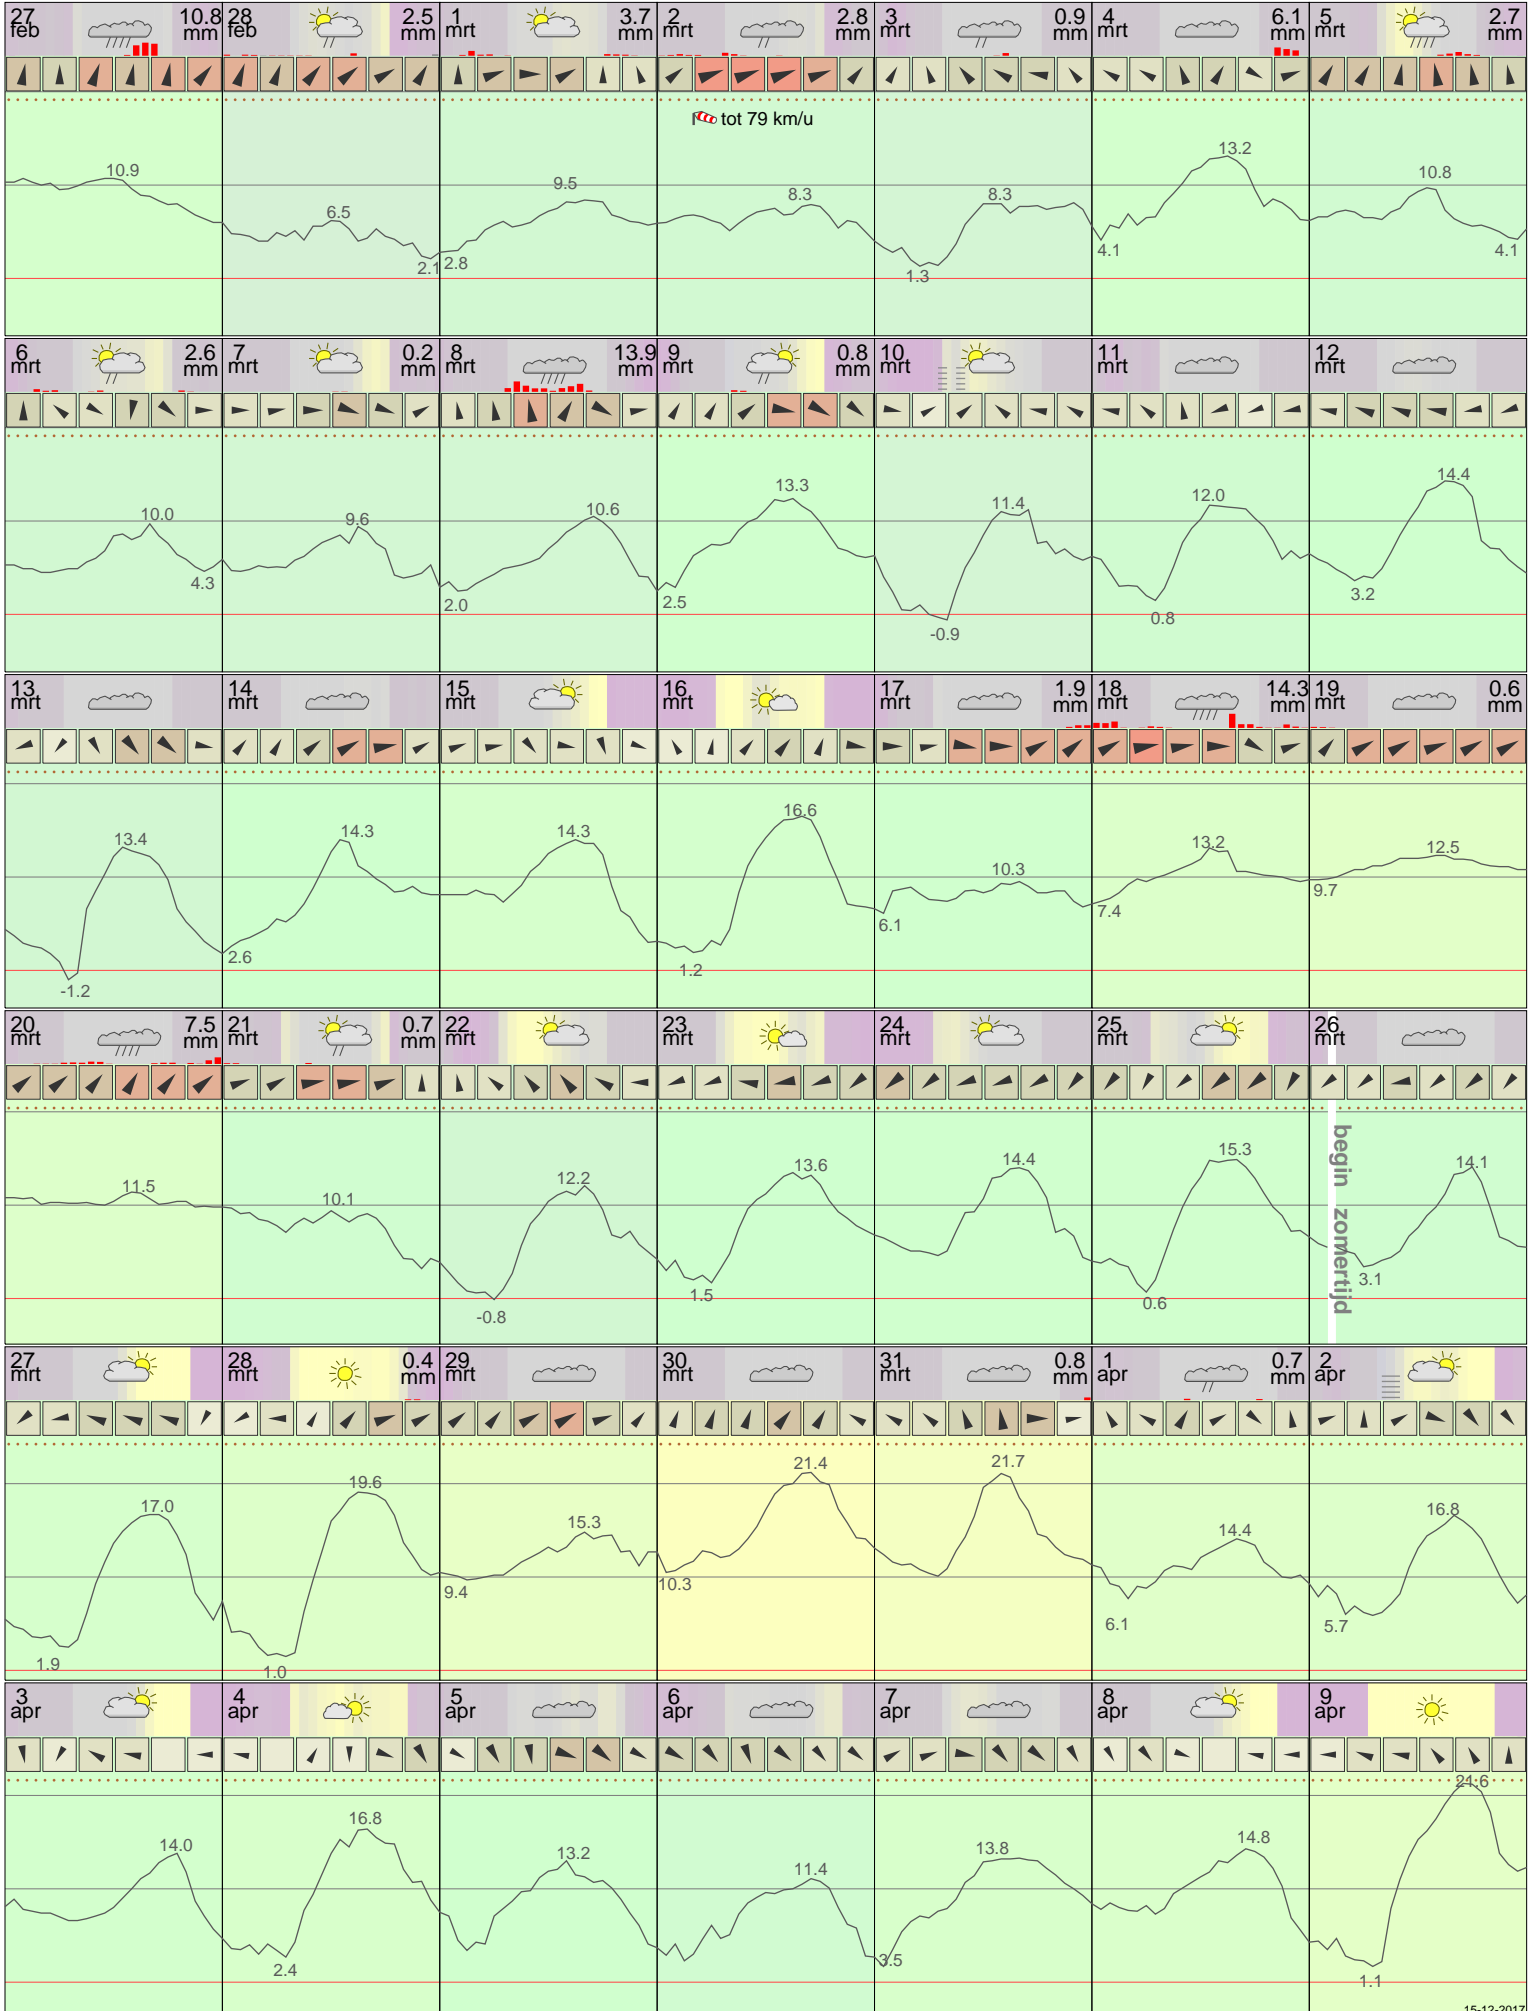 27 feb 10.8 mm
28 feb 2.5 mm
1 mrt 3.7 mm
2 mrt 2.8 mm
3 mrt 0.9 mm
4 mrt 6.1 mm
5 mrt 2.7 mm
tot 79 km/u
10.9
6.5
2.1
2.8
9.5
8.3
1.3
8.3
4.1
13.2
10.8
4.1
6 mrt 2.6 mm
7 mrt 0.2 mm
8 mrt 13.9 mm
9 mrt 0.8 mm
10 mrt
11 mrt
12 mrt
10.0
4.3
9.6
2.0
10.6
2.5
13.3
-0.9
11.4
0.8
12.0
3.2
14.4
13 mrt
14 mrt
15 mrt
16 mrt
17 mrt 1.9 mm
18 mrt 14.3 mm
19 mrt 0.6 mm
-1.2
13.4
2.6
14.3
14.3
1.2
16.6
6.1
10.3
7.4
13.2
9.7
12.5
20 mrt 7.5 mm
21 mrt 0.7 mm
22 mrt
23 mrt
24 mrt
25 mrt
26 mrt
11.5
10.1
-0.8
12.2
1.5
13.6
14.4
0.6
15.3
begin zomertijd
3.1
14.1
27 mrt
28 mrt 0.4 mm
29 mrt
30 mrt
31 mrt 0.8 mm
1 apr 0.7 mm
2 apr
1.9
17.0
1.0
19.6
9.4
15.3
10.3
21.4
21.7
6.1
14.4
5.7
16.8
3 apr
4 apr
5 apr
6 apr
7 apr
8 apr
9 apr
14.0
2.4
16.8
13.2
11.4
3.5
13.8
14.8
1.1
21.6
15-12-2017